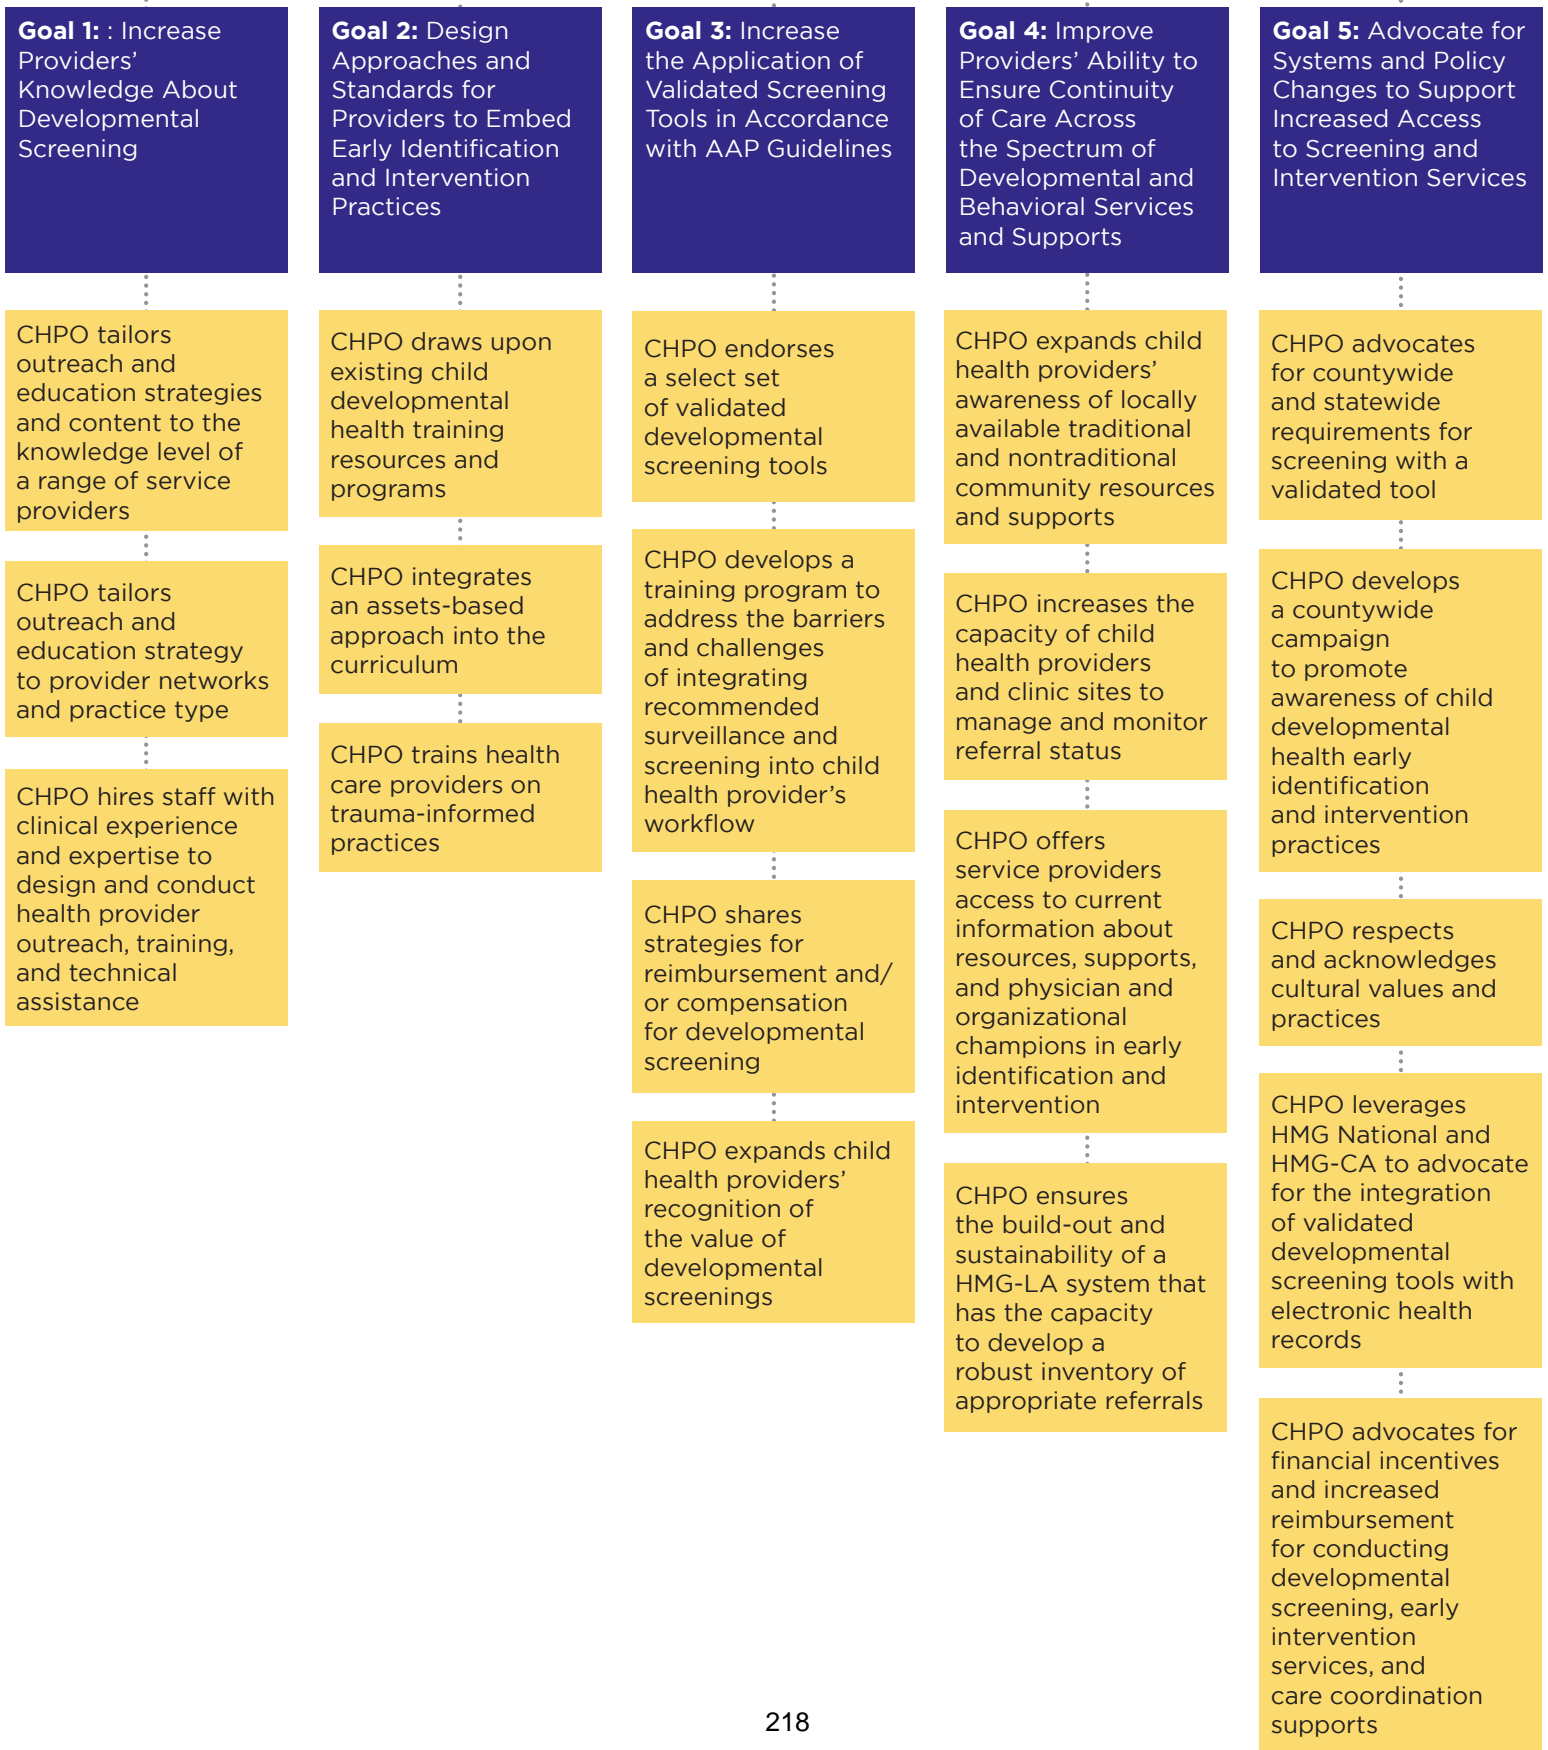 Goal 1: : Increase
Providers’
Knowledge About
Developmental
Screening
CHPO tailors
outreach and
education strategies
and content to the
knowledge level of
a range of service
providers
CHPO tailors
outreach and
education strategy
to provider networks
and practice type
CHPO hires staff with
clinical experience
and expertise to
design and conduct
health provider
outreach, training,
and technical
assistance
Goal 2: Design
Approaches and
Standards for
Providers to Embed
Early Identification
and Intervention
Practices
CHPO draws upon
existing child
developmental
health training
resources and
programs
CHPO integrates
an assets-based
approach into the
curriculum
CHPO trains health
care providers on
trauma-informed
practices
Goal 3: Increase
the Application of
Validated Screening
Tools in Accordance
with AAP Guidelines
CHPO endorses
a select set
of validated
developmental
screening tools
CHPO develops a
training program to
address the barriers
and challenges
of integrating
recommended
surveillance and
screening into child
health provider’s
workflow
CHPO shares
strategies for
reimbursement and/
or compensation
for developmental
screening
CHPO expands child
health providers’
recognition of
the value of
developmental
screenings
Goal 4: Improve
Providers’ Ability to
Ensure Continuity
of Care Across
the Spectrum of
Developmental and
Behavioral Services
and Supports
CHPO expands child
health providers’
awareness of locally
available traditional
and nontraditional
community resources
and supports
CHPO increases the
capacity of child
health providers
and clinic sites to
manage and monitor
referral status
CHPO offers
service providers
access to current
information about
resources, supports,
and physician and
organizational
champions in early
identification and
intervention
CHPO ensures
the build-out and
sustainability of a
HMG-LA system that
has the capacity
to develop a
robust inventory of
appropriate referrals
Goal 5: Advocate for
Systems and Policy
Changes to Support
Increased Access
to Screening and
Intervention Services
CHPO advocates
for countywide
and statewide
requirements for
screening with a
validated tool
CHPO develops
a countywide
campaign
to promote
awareness of child
developmental
health early
identification
and intervention
practices
CHPO respects
and acknowledges
cultural values and
practices
CHPO leverages
HMG National and
HMG-CA to advocate
for the integration
of validated
developmental
screening tools with
electronic health
records
CHPO advocates for
financial incentives
and increased
reimbursement
for conducting
developmental
screening, early
intervention
services, and
care coordination
supports
218